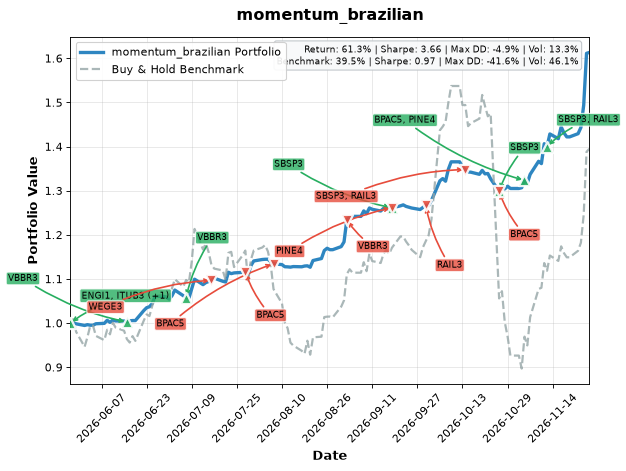 momentum_brazilian
momentum_brazilian Portfolio
Buy & Hold Benchmark
Return: 61.3% | Sharpe: 3.66 | Max DD: -4.9% | Vol: 13.3%
Benchmark: 39.5% | Sharpe: 0.97 | Max DD: -41.6% | Vol: 46.1%
1.6
1.5
1.4
1.3
1.2
1.1
1.0
0.9
Portfolio Value
BPAC5, PINE4
SBSP3, RAIL3
SBSP3
SBSP3
SBSP3, RAIL3
VBBR3
BPAC5
PINE4
VBBR3
RAIL3
VBBR3
ENGI1, ITUB3 (+1)
WEGE3
BPAC5
BPAC5
2026-06-07
2026-06-23
2026-07-09
2026-07-25
2026-08-10
2026-08-26
2026-09-11
2026-09-27
2026-10-13
2026-10-29
2026-11-14
Date